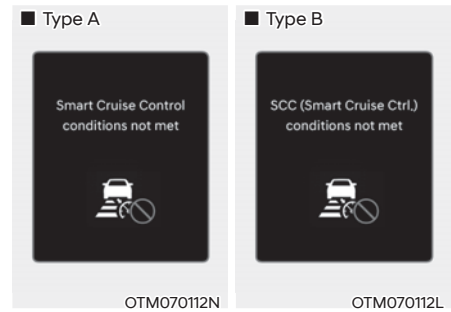 ■ Type A
Smart Cruise Control
conditions not met
OTM070112N
■ Type B
SCC (Smart Cruise Ctrl.)
conditions not met
OTM070112L